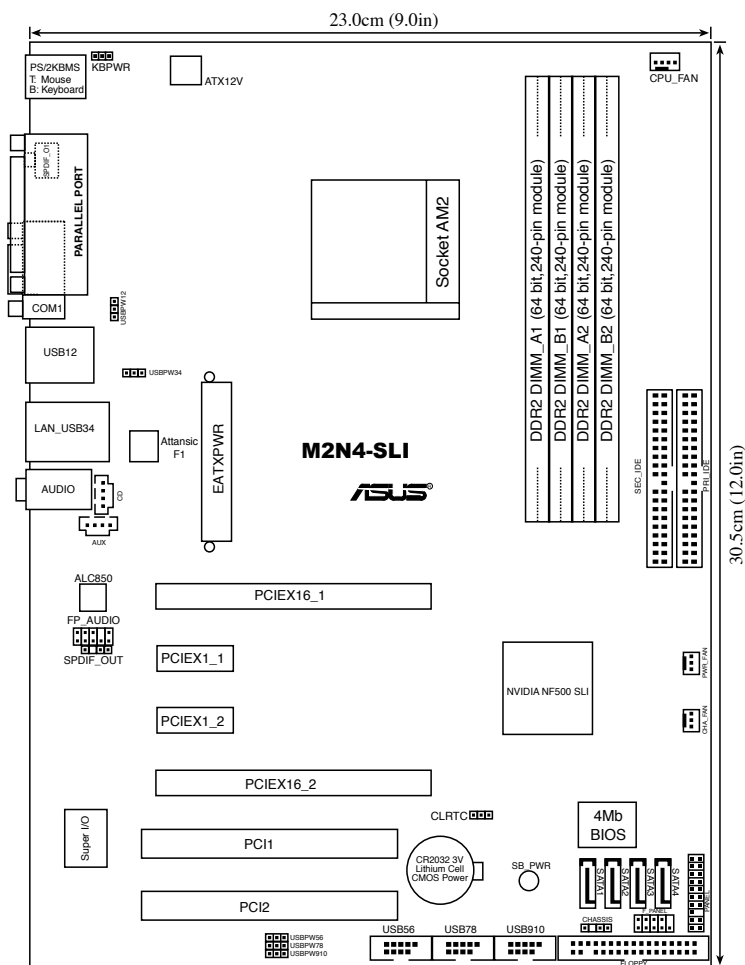 23.0cm (9.0in)
PS/2KBMS
T: Mouse
B: Keyboard
KBPWR
ATX12V
CPU_FAN
SPDIF_O1
PARALLEL PORT
Socket AM2
DDR2 DIMM_A1 (64 bit,240-pin module)
DDR2 DIMM_B1 (64 bit,240-pin module)
DDR2 DIMM_A2 (64 bit,240-pin module)
DDR2 DIMM_B2 (64 bit,240-pin module)
COM1
USBPW12
USB12
USBPW34
LAN_USB34
Attansic
F1
EATXPWR
M2N4-SLI
ASUS
®
SEC_IDE
PRI_IDE
30.5cm (12.0in)
AUDIO
CD
AUX
ALC850
FP_AUDIO
SPDIF_OUT
PCIEX16_1
PCIEX1_1
NVIDIA NF500 SLI
PWR_FAN
PCIEX1_2
CHA_FAN
PCIEX16_2
CLRTC
4Mb
BIOS
Super I/O
PCI1
CR2032 3V
Lithium Cell
CMOS Power
SB_PWR
SATA1
SATA2
SATA3
SATA4
PANEL
PCI2
CHASSIS
F_PANEL
USBPW56
USBPW78
USBPW910
USB56
USB78
USB910
FLOPPY